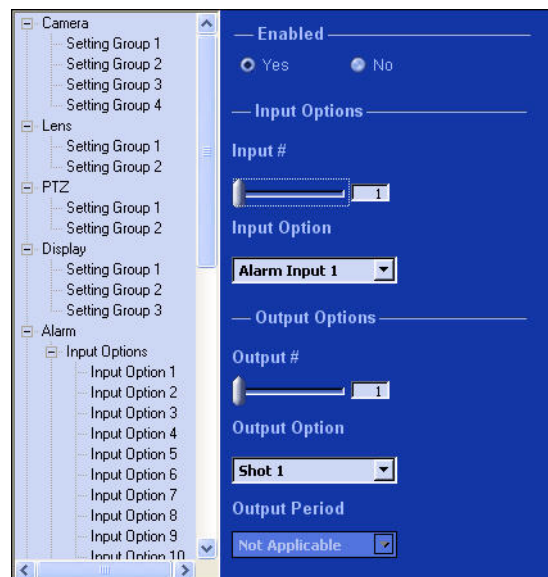 Camera
Setting Group 1
Setting Group 2
Setting Group 3
Setting Group 4
Lens
Setting Group 1
Setting Group 2
PTZ
Setting Group 1
Setting Group 2
Display
Setting Group 1
Setting Group 2
Setting Group 3
Alarm
Input Options
Input Option 1
Input Option 2
Input Option 3
Input Option 4
Input Option 5
Input Option 6
Input Option 7
Input Option 8
Input Option 9
Input Option 10
Enabled
Yes No
Input Options
Input #
1
Input Option
Alarm Input 1
Output Options
Output #
1
Output Option
Shot 1
Output Period
Not Applicable